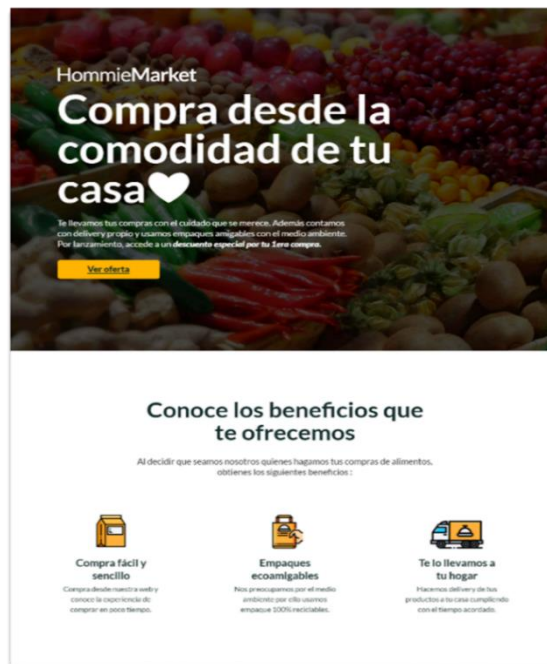 HommieMarket
Compra desde la
comodidad de tu
casa
Te llevamos tus compras con el cuidado que se merece. Además contamos
con delivery propio y usamos empaques amigables con el medio ambiente.
Por lanzamiento, accede a un descuento especial por tu 1era compra.
Ver oferta
Conoce los beneficios que
te ofrecemos
Al decidir que seamos nosotros quienes hagamos tus compras de alimentos,
obtienes los siguientes beneficios :
Compra fácil y
sencillo
Compra desde nuestra web y
conoce la experiencia de
comprar en poco tiempo.
Empaques
ecoamigables
Nos preocupamos por el medio
ambiente por ello usamos
empaque 100% reciclables.
Te lo llevamos a
tu hogar
Hacemos delivery de tus
productos a tu casa cumpliendo
con el tiempo acordado.